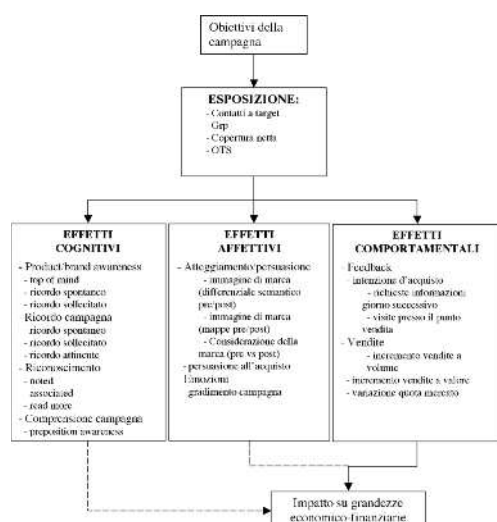 Obiettivi della
campagna
ESPOSIZIONE:
- Contatti a target
Grp
- Copertura netta
- OTS
EFFETTI
COGNITIVI
- Product/brand awareness
- top of mind
- ricordo spontaneo
- ricordo sollecitato
Ricordo campagna
ricordo spontaneo
- ricordo sollecitato
- ricordo attinente
- Riconoscimento
- noted
associated
- read more
- Comprensione campagna
- preposition awareness
EFFETTI
AFFETTIVI
- Atteggiamento/persuasione
- immagine di marca
(differenziale semantico
pre/post)
- immagine di marca
(mappe pre/post)
- Considerazione della
marca (pre vs post)
- persuasione all'acquisto
Emozioni
gradimento campagna
EFFETTI
COMPORTAMENTALI
- Feedback
intenzione d'acquisto
- richieste informazioni
giorno successivo
- visite presso il punto
vendita
- Vendite
- incremento vendite a
volume
- incremento vendite a valore
- variazione quota mercato
Impatto su grandezze
economico-finanziarie